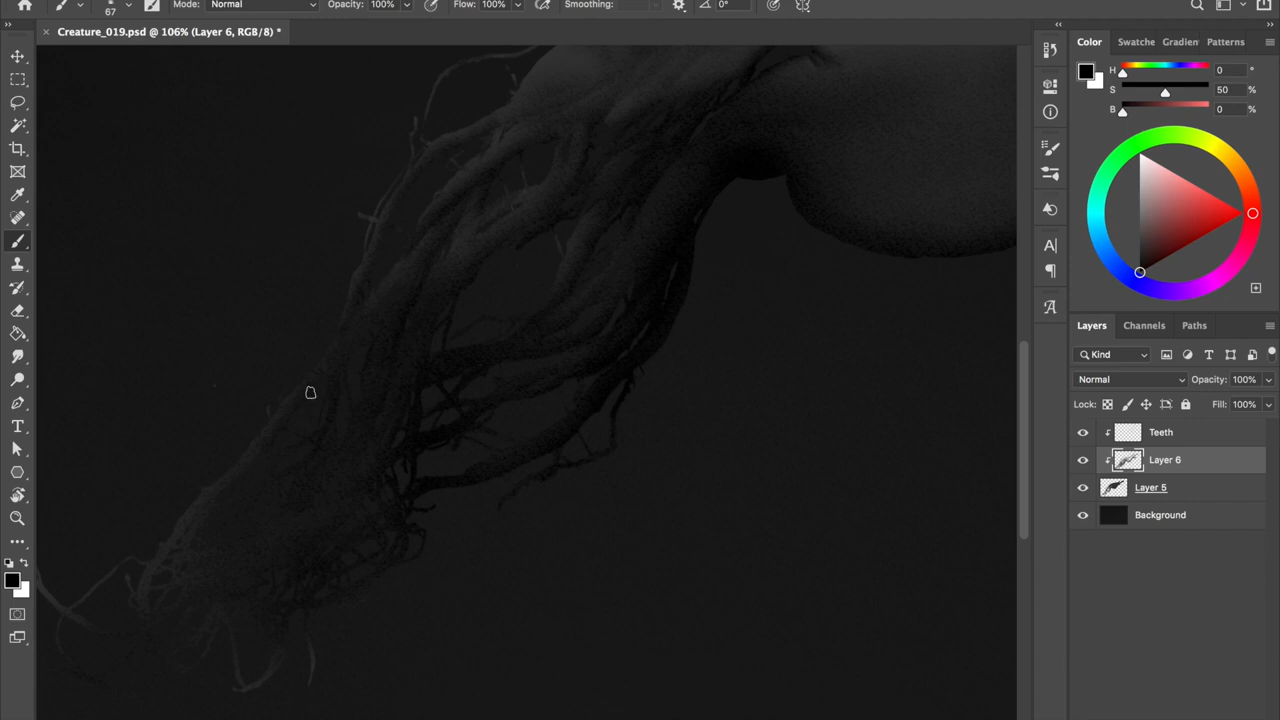 67 Mode: Normal Opacity: 100% Flow: 100% Smoothing: 0°
Creature_019.psd @ 106% (Layer 6, RGB/8) *
Color Swatche Gradien Patterns
H 0 °
S 50 %
B 0 %
Layers Channels Paths
Kind
Normal Opacity: 100%
Lock: Fill: 100%
Teeth
Layer 6
Layer 5
Background